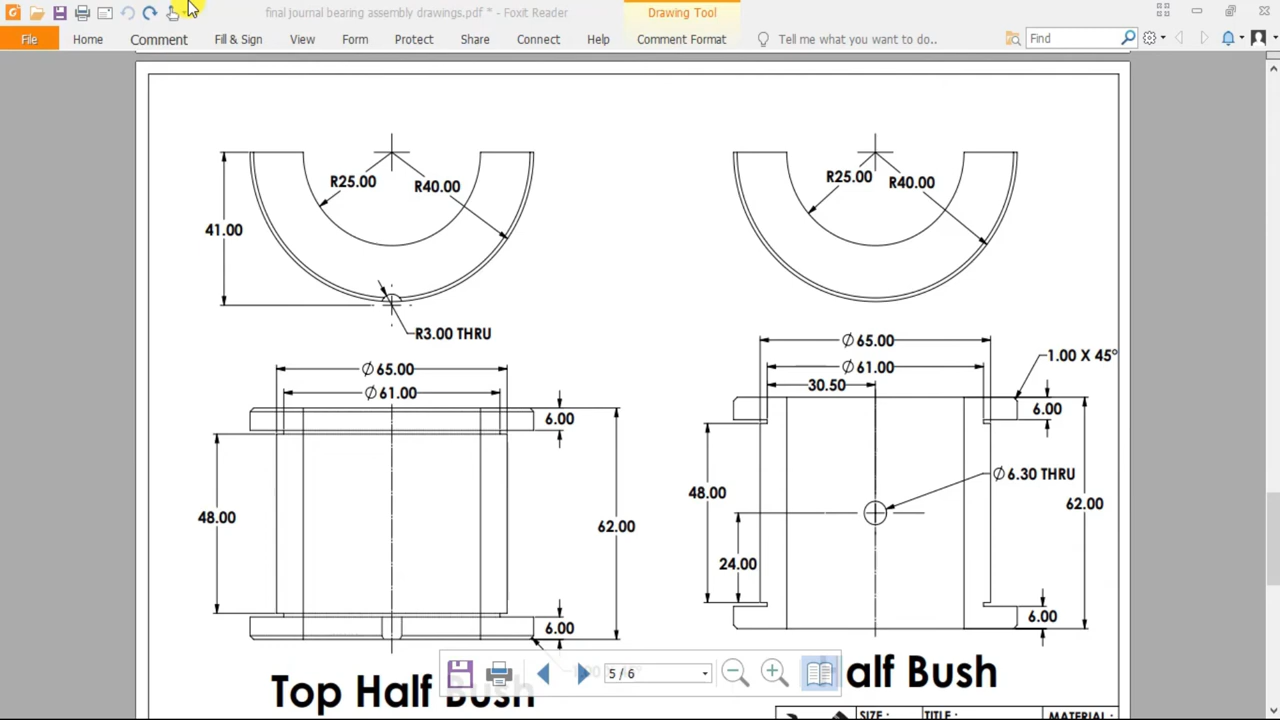 final journal bearing assembly drawings.pdf * - Foxit Reader
Drawing Tool
File Home Comment Fill & Sign View Form Protect Share Connect Help Comment Format Tell me what you want to do.. Find
R25.00 R40.00
41.00
R3.00 THRU
Ø 65.00
Ø 61.00
6.00
48.00
62.00
6.00
Top Half Bush
R25.00 R40.00
Ø 65.00
1.00 X 45°
Ø 61.00
30.50
6.00
Ø 6.30 THRU
48.00
62.00
24.00
6.00
alf Bush
5 / 6
SIZE : TITLE : MATERIAL :